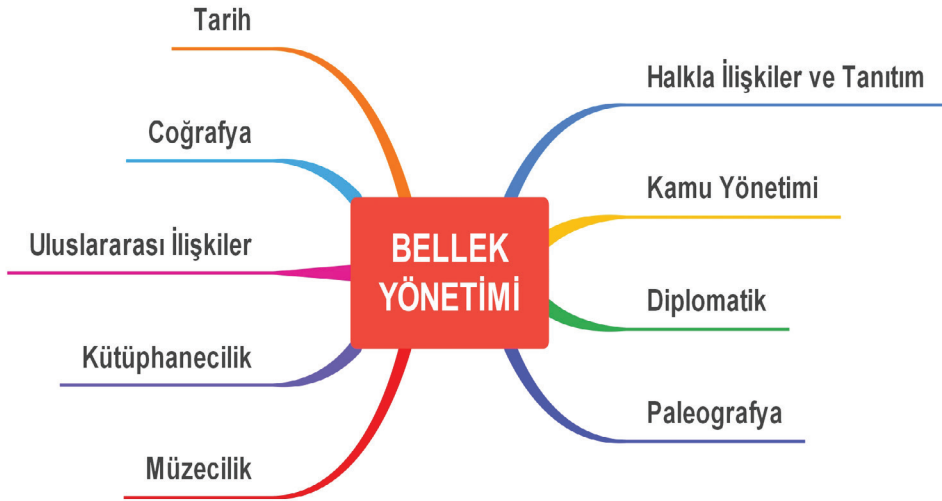 Tarih
Coğrafya
Uluslararası İlişkiler
Kütüphanecilik
Müzecilik
BELLEK
YÖNETİMİ
Halkla İlişkiler ve Tanıtım
Kamu Yönetimi
Diplomatik
Paleografya